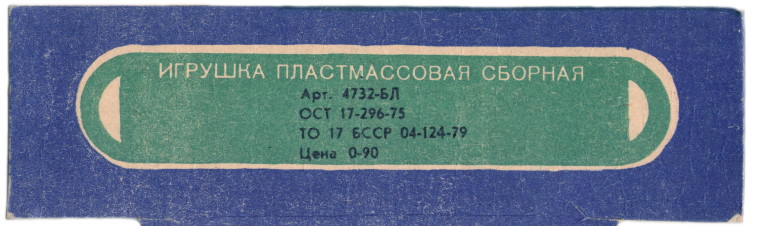 ИГРУШКА ПЛАСТМАССОВАЯ СБОРНАЯ
Арт. 4732-БЛ
ОСТ 17-296-75
ТО 17 БССР 04-124-79
Цена 0-90